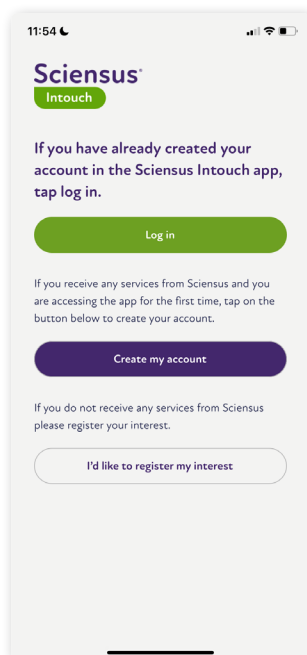 11:54
Sciensus
Intouch
If you have already created your
account in the Sciensus Intouch app,
tap log in.
Log in
If you receive any services from Sciensus and you
are accessing the app for the first time, tap on the
button below to create your account.
Create my account
If you do not receive any services from Sciensus
please register your interest.
I'd like to register my interest